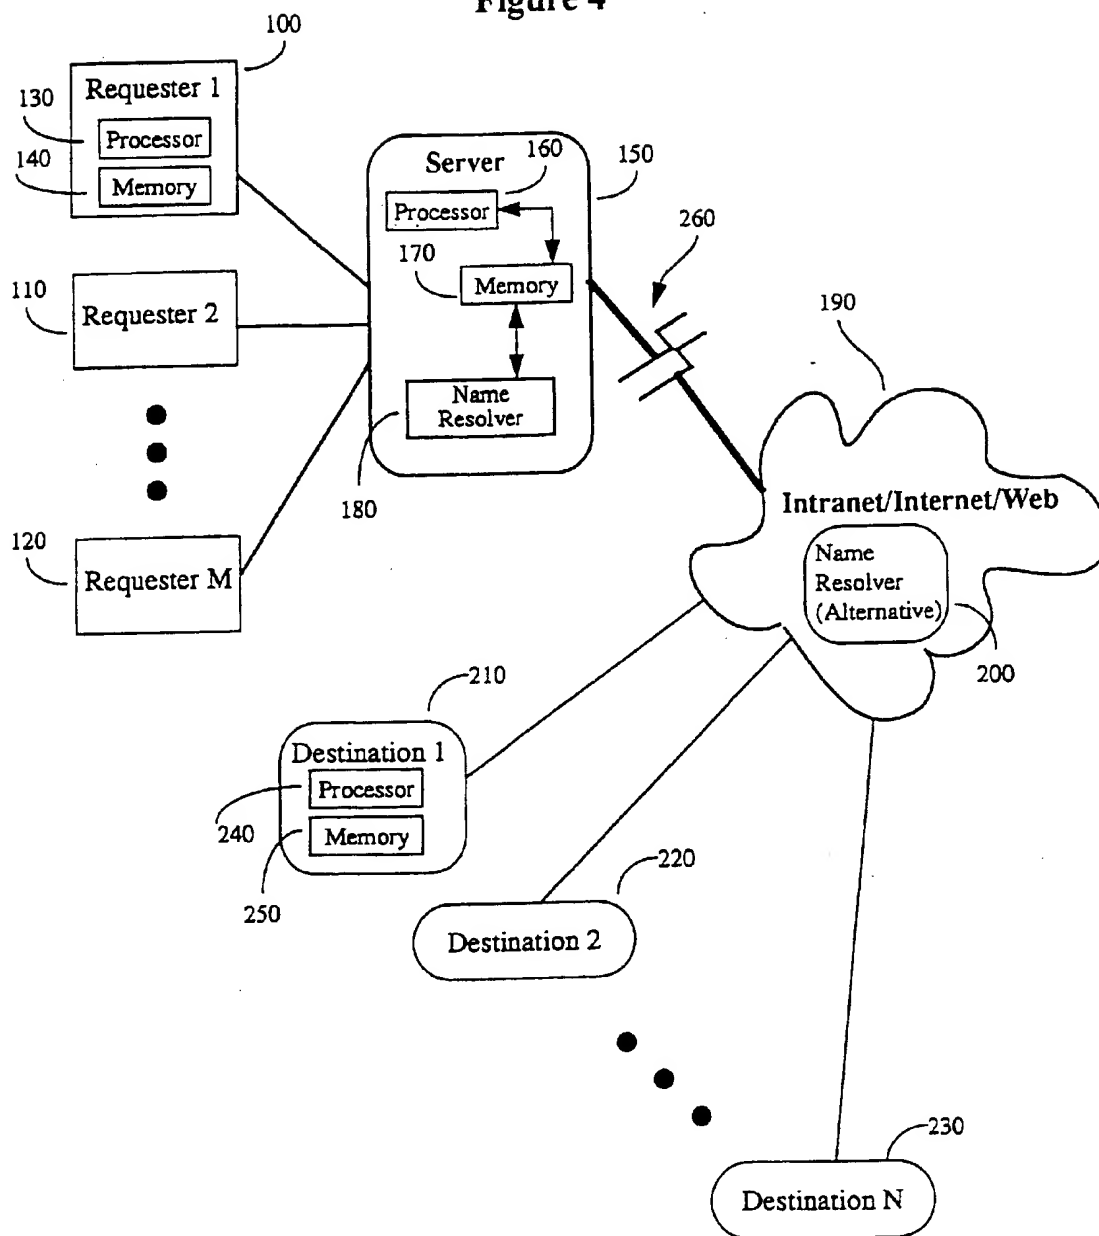 Figure 4
100
Requester 1
130
Processor
140
Memory
Server
160
150
Processor
260
170
Memory
110
Requester 2
190
Name
Resolver
180
Intranet/Internet/Web
Name
Resolver
(Alternative)
200
120
Requester M
210
Destination 1
Processor
240
Memory
250
220
Destination 2
230
Destination N